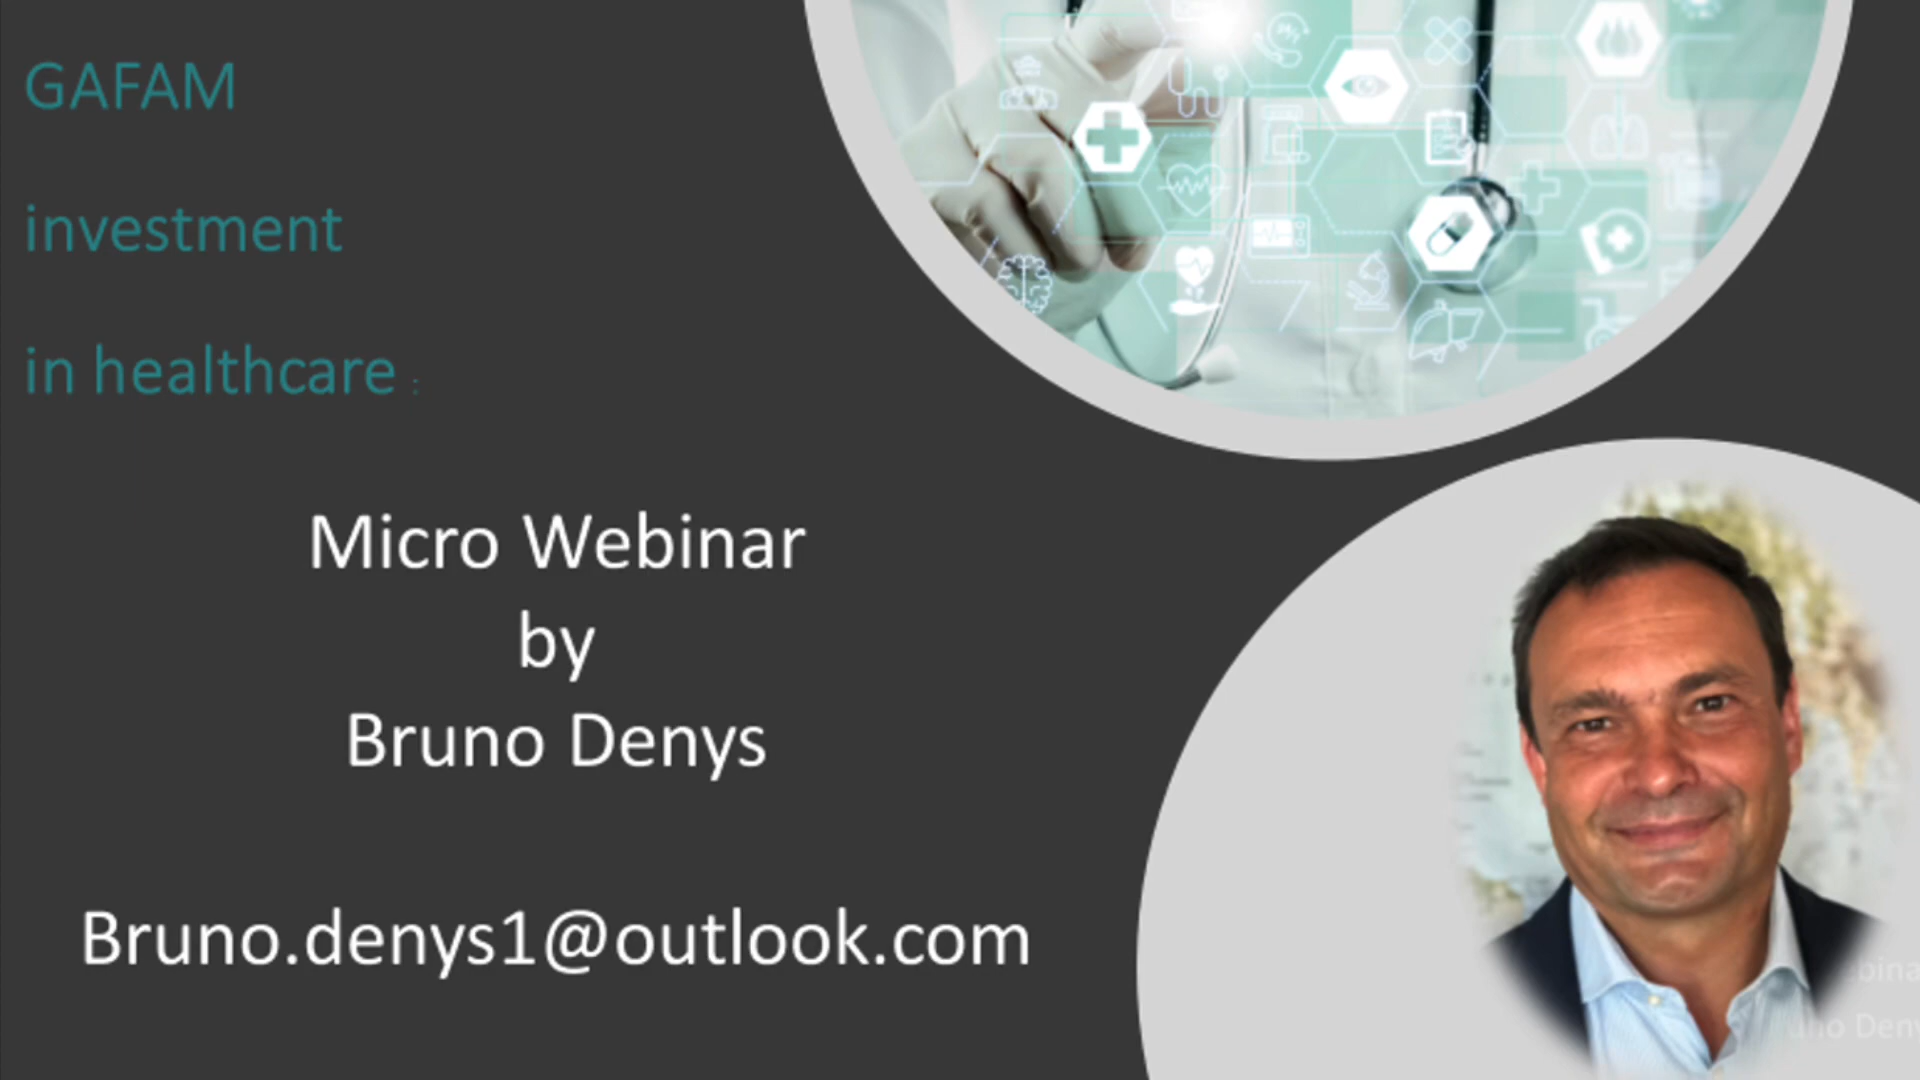 GAFAM
investment
in healthcare :
Micro Webinar
by
Bruno Denys
Bruno.denys1@outlook.com